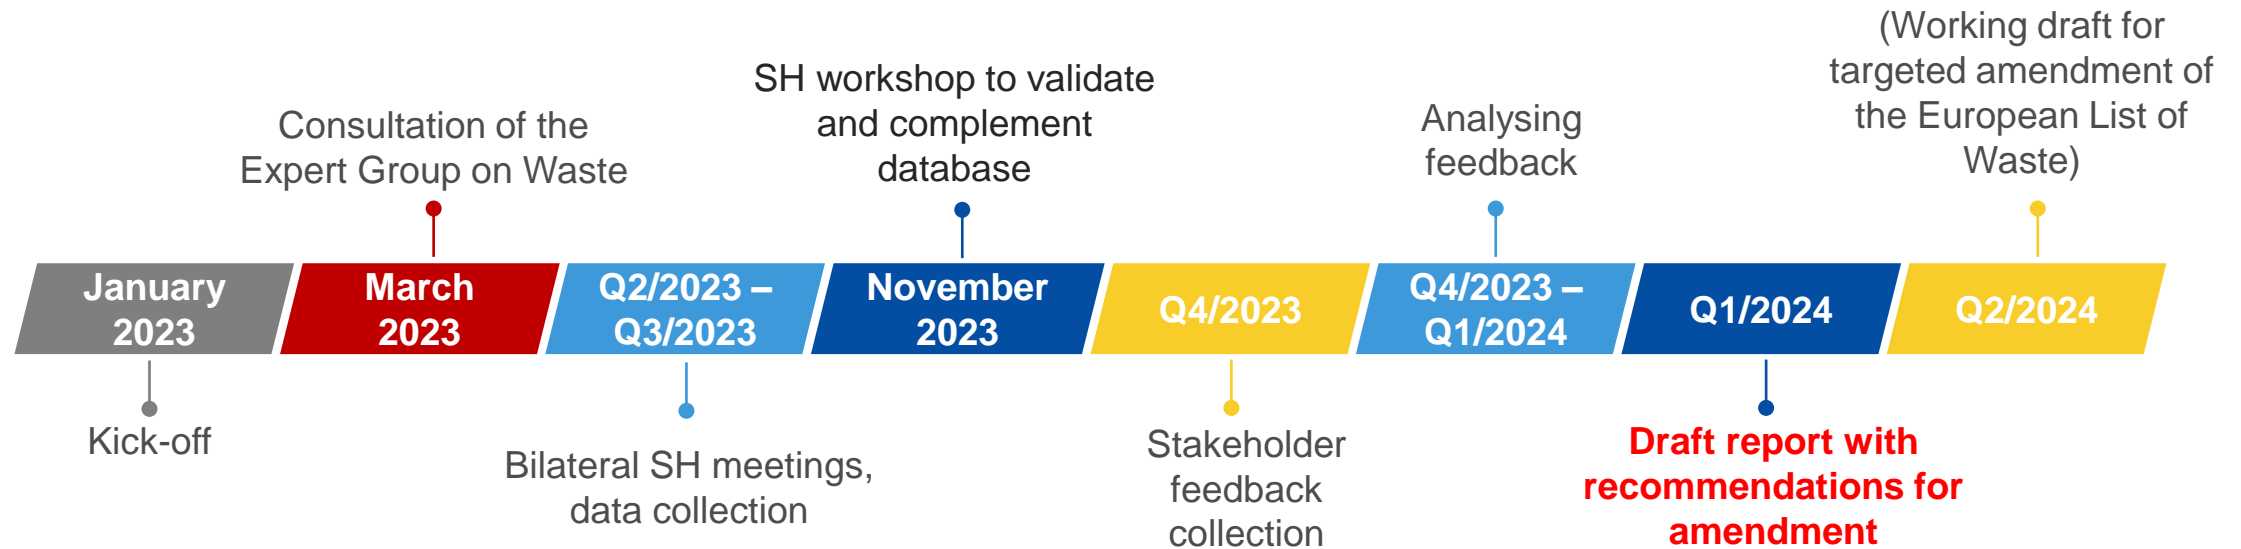 Consultation of the
Expert Group on Waste
SH workshop to validate
and complement
database
Analysing
feedback
(Working draft for
targeted amendment of
the European List of
Waste)
January
2023
March
2023
Q2/2023 –
Q3/2023
November
2023
Q4/2023
Q4/2023 –
Q1/2024
Q1/2024
Q2/2024
Kick-off
Bilateral SH meetings,
data collection
Stakeholder
feedback
collection
Draft report with
recommendations for
amendment